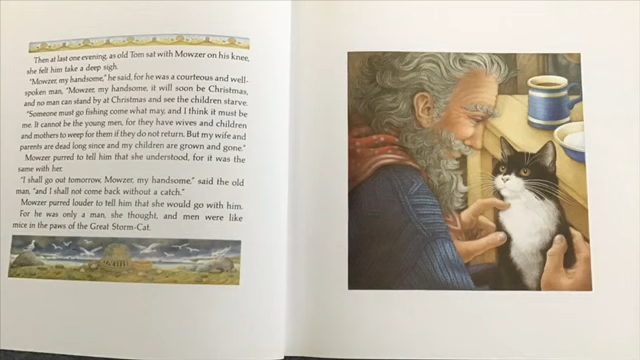 Then at last one evening, as old Tom sat with Mowzer on his knee,
she felt him take a deep sigh.
"Mowzer, my handsome," he said, for he was a courteous and well-
spoken man, "Mowzer, my handsome, it will soon be Christmas,
and no man can stand by at Christmas and see the children starve.
"Someone must go fishing come what may, and I think it must be
me. It cannot be the young men, for they have wives and children
and mothers to weep for them if they do not return. But my wife and
parents are dead long since and my children are grown and gone."
Mowzer purred to tell him that she understood, for it was the
same with her.
"I shall go out tomorrow, Mowzer, my handsome," said the old
man, "and I shall not come back without a catch."
Mowzer purred louder to tell him that she would go with him.
For he was only a man, she thought, and men were like
mice in the paws of the Great Storm-Cat.